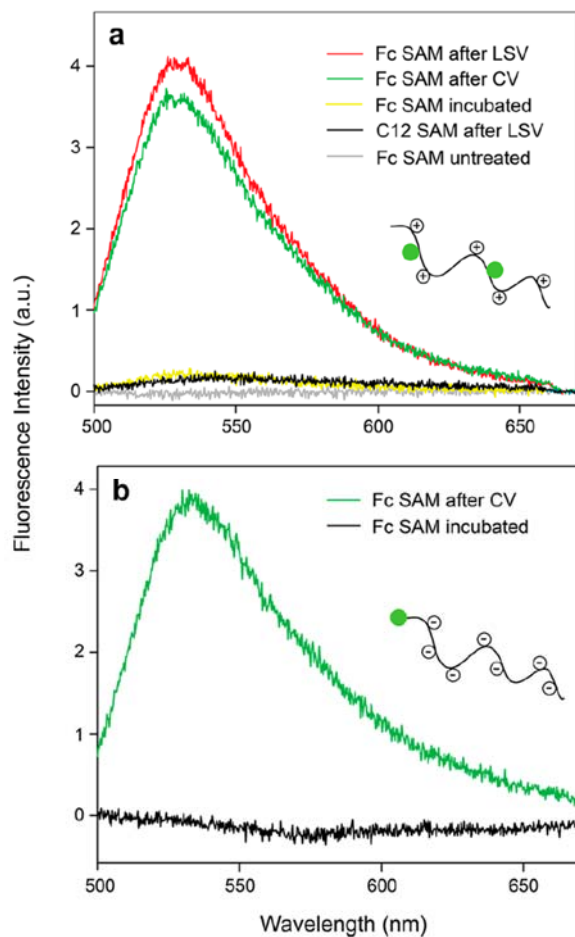 a
Fc SAM after LSV
Fc SAM after CV
Fc SAM incubated
C12 SAM after LSV
Fc SAM untreated
4
3
2
1
0
+
+
+
+
+
500
550
600
650
Fluorescence Intensity (a.u.)
b
Fc SAM after CV
Fc SAM incubated
4
3
2
1
0
−
−
−
−
−
−
−
−
500
550
600
650
Wavelength (nm)